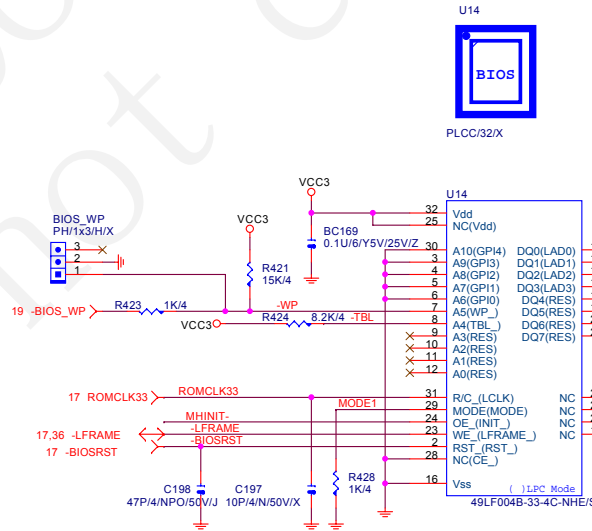 not
U14
BIOS
PLCC/32/X
VCC3
U14
BIOS_WP
PH/1x3/H/X
VCC3
BC169
0.1U/6/Y5V/25V/Z
3
2
1
R421
15K/4
19 -BIOS_WP
R423
1K/4
-WP
VCC3
R424
8.2K/4
-TBL
32 Vdd
25 NC(Vdd)
30 A10(GPI4) DQ0(LAD0)
3 A9(GPI3) DQ1(LAD1)
4 A8(GPI2) DQ2(LAD2)
5 A7(GPI1) DQ3(LAD3)
6 A6(GPI0) DQ4(RES)
7 A5(WP_) DQ5(RES)
8 A4(TBL_) DQ6(RES)
9 A3(RES) DQ7(RES)
10 A2(RES)
11 A1(RES)
12 A0(RES)
17 ROMCLK33
ROMCLK33
31 R/C_(LCLK) NC
MODE1
29 MODE(MODE) NC
MHINIT-
24 OE_(INIT_) NC
17,36 -LFRAME
-LFRAME
23 WE_(LFRAME_) NC
17 -BIOSRST
-BIOSRST
2 RST_(RST_)
28 NC(CE_)
16 Vss
( )LPC Mode
C198
47P/4/NPO/50V/J
C197
10P/4/N/50V/X
R428
1K/4
49LF004B-33-4C-NHE/S